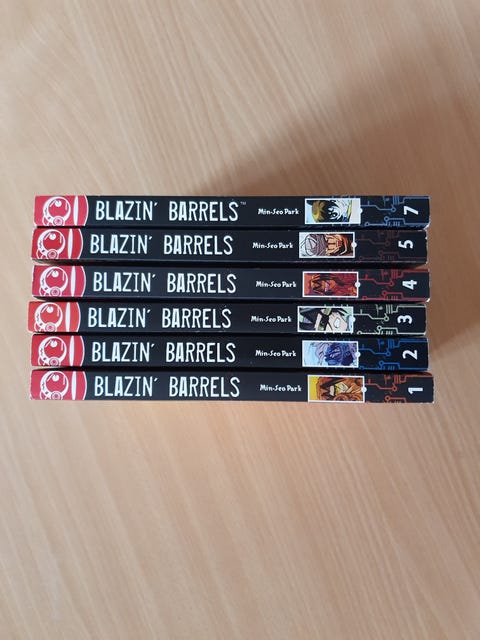 BLAZIN' BARRELS™ Min-Seo Park 7
BLAZIN' BARRELS Min-Seo Park 5
BLAZIN' BARRELS Min-Seo Park 4
BLAZIN' BARRELS Min-Seo Park 3
BLAZIN' BARRELS Min-Seo Park 2
BLAZIN' BARRELS Min-Seo Park 1